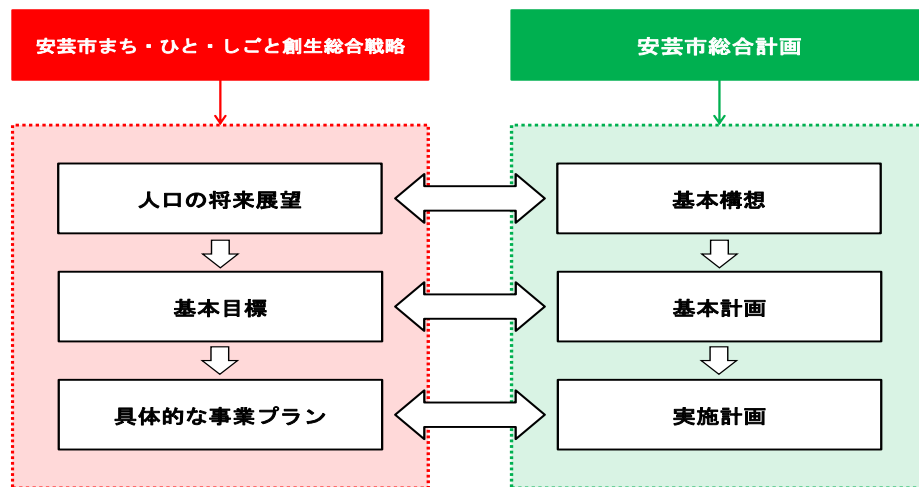 安芸市まち・ひと・しごと創生総合戦略
安芸市総合計画
人口の将来展望
基本構想
基本目標
基本計画
具体的な事業プラン
実施計画